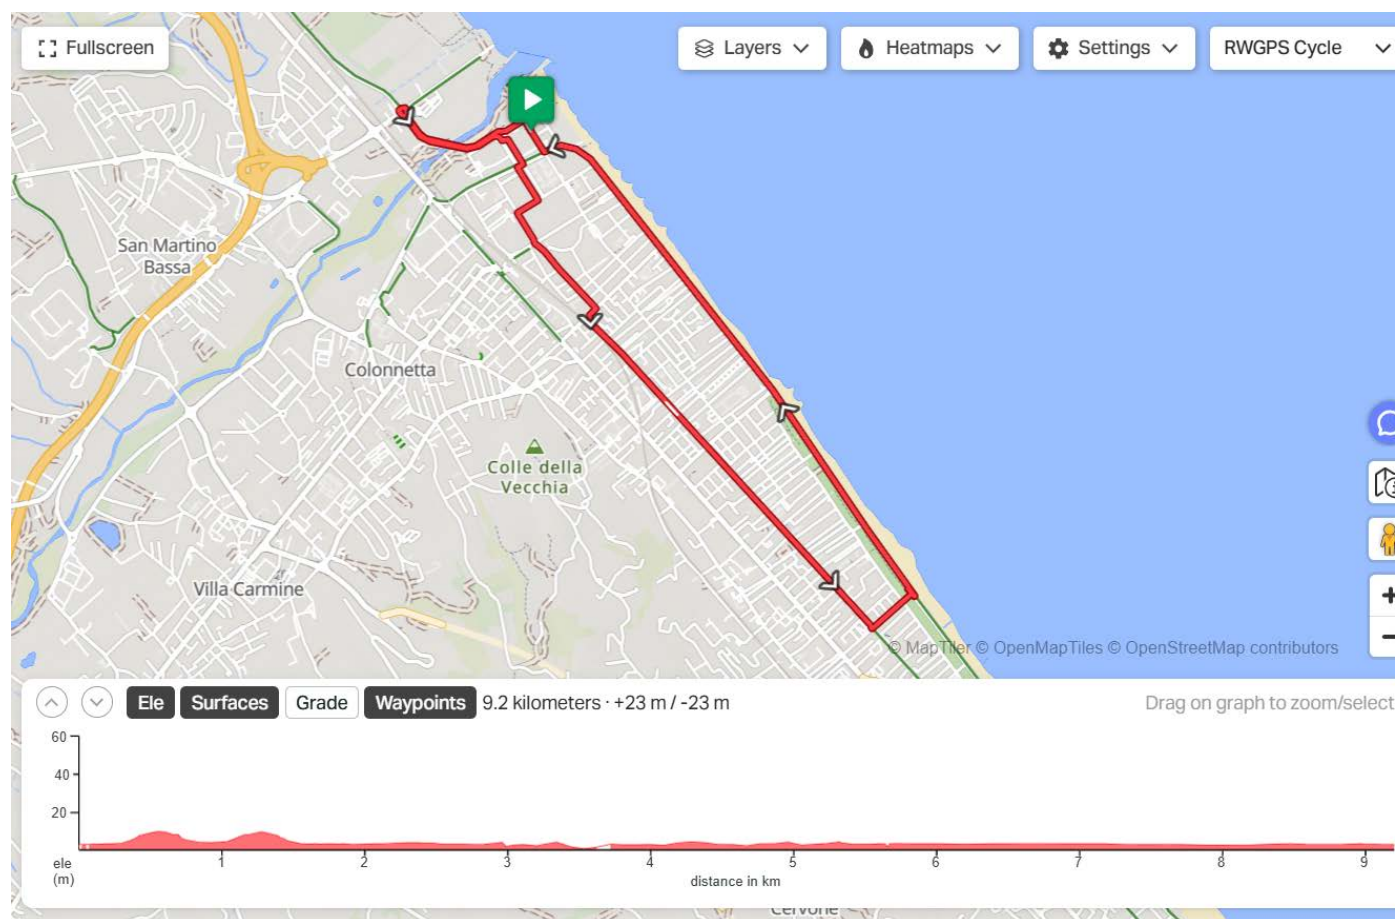 Fullscreen
Layers
Heatmaps
Settings
RWGPS Cycle
San Martino
Bassa
Colonnetta
Colle della
Vecchia
Villa Carmine
© MapTiler © OpenMapTiles © OpenStreetMap contributors
Ele
Surfaces
Grade
Waypoints
9.2 kilometers · +23 m / -23 m
Drag on graph to zoom/select
60
40
20
ele
(m)
1 2 3 4 5 6 7 8 9
distance in km
Cervone